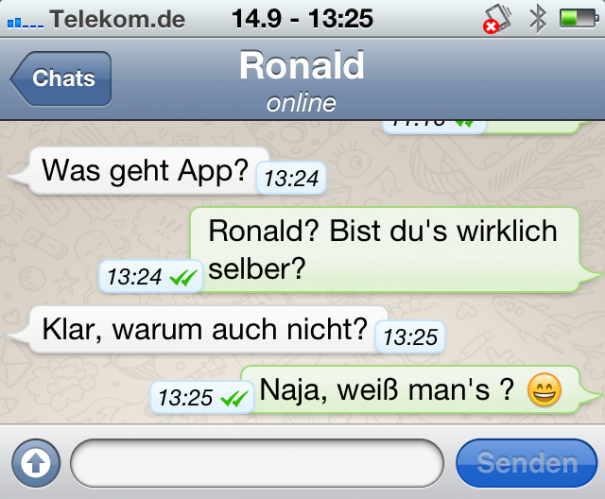 Telekom.de 14.9 - 13:25
Chats
Ronald
online
Was geht App? 13:24
Ronald? Bist du's wirklich
selber?
13:24
Klar, warum auch nicht? 13:25
Naja, weiß man's ? 😄
13:25
Senden